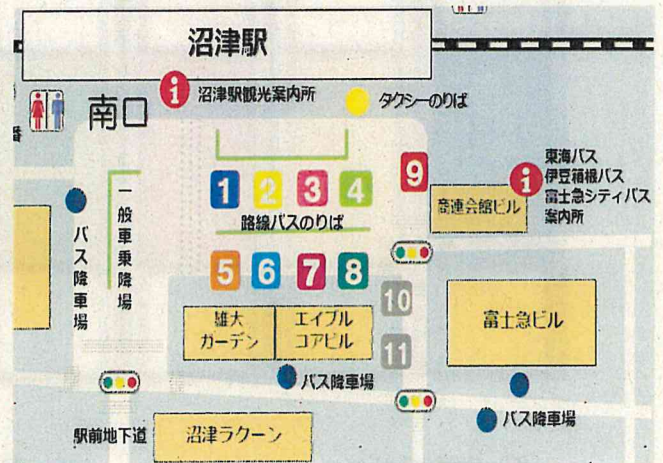 沼津駅
南口
番
i
沼津駅観光案内所
タクシーのりば
1
2
3
4
9
路線バスのりば
5
6
7
8
10
11
i
東海バス
伊豆箱根バス
富士急シティバス
案内所
商連会館ビル
一般車乗降場
バス降車場
雄大
ガーデン
エイブル
コアビル
富士急ビル
バス降車場
バス降車場
駅前地下道
沼津ラクーン